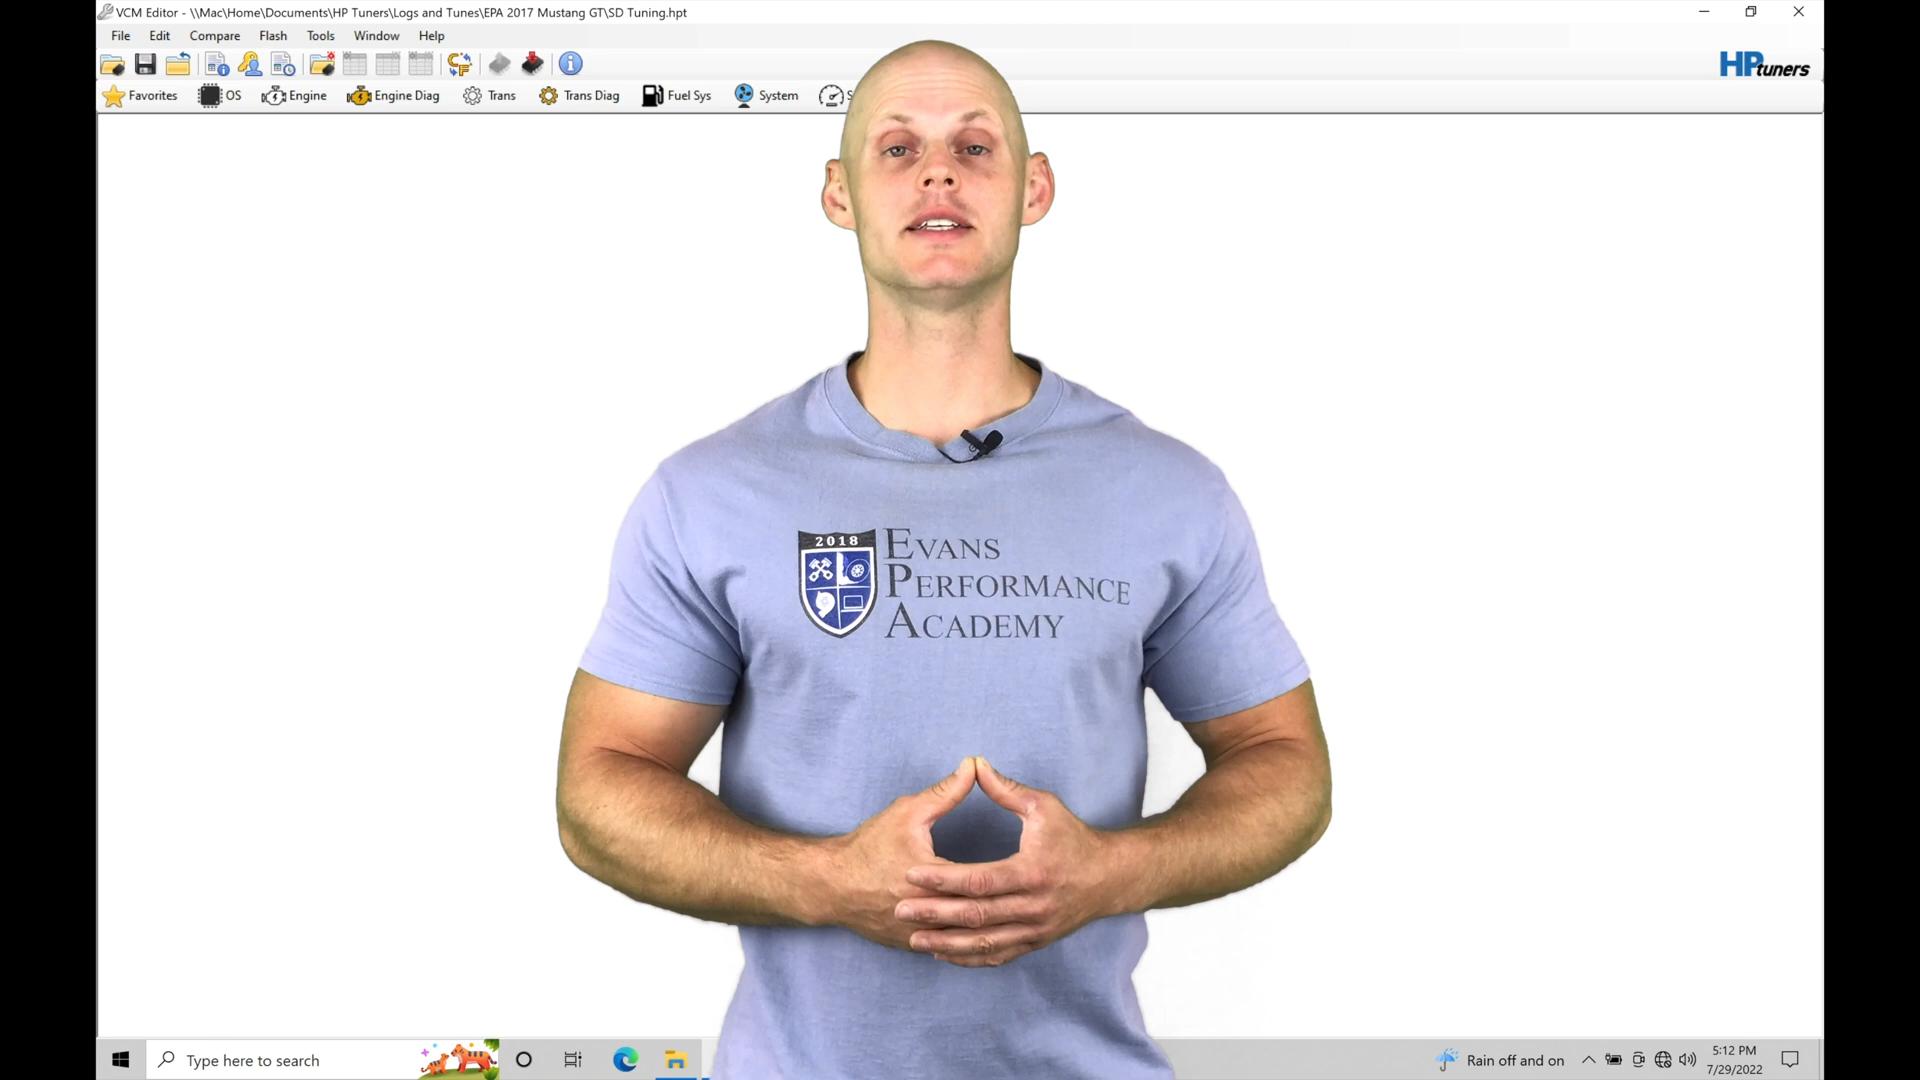 VCM Editor - \\Mac\Home\Documents\HP Tuners\Logs and Tunes\EPA 2017 Mustang GT\SD Tuning.hpt
File Edit Compare Flash Tools Window Help
HPtuners
Favorites OS Engine Engine Diag Trans Trans Diag Fuel Sys System
2018
EVANS
PERFORMANCE
ACADEMY
Type here to search
Rain off and on
5:12 PM
7/29/2022